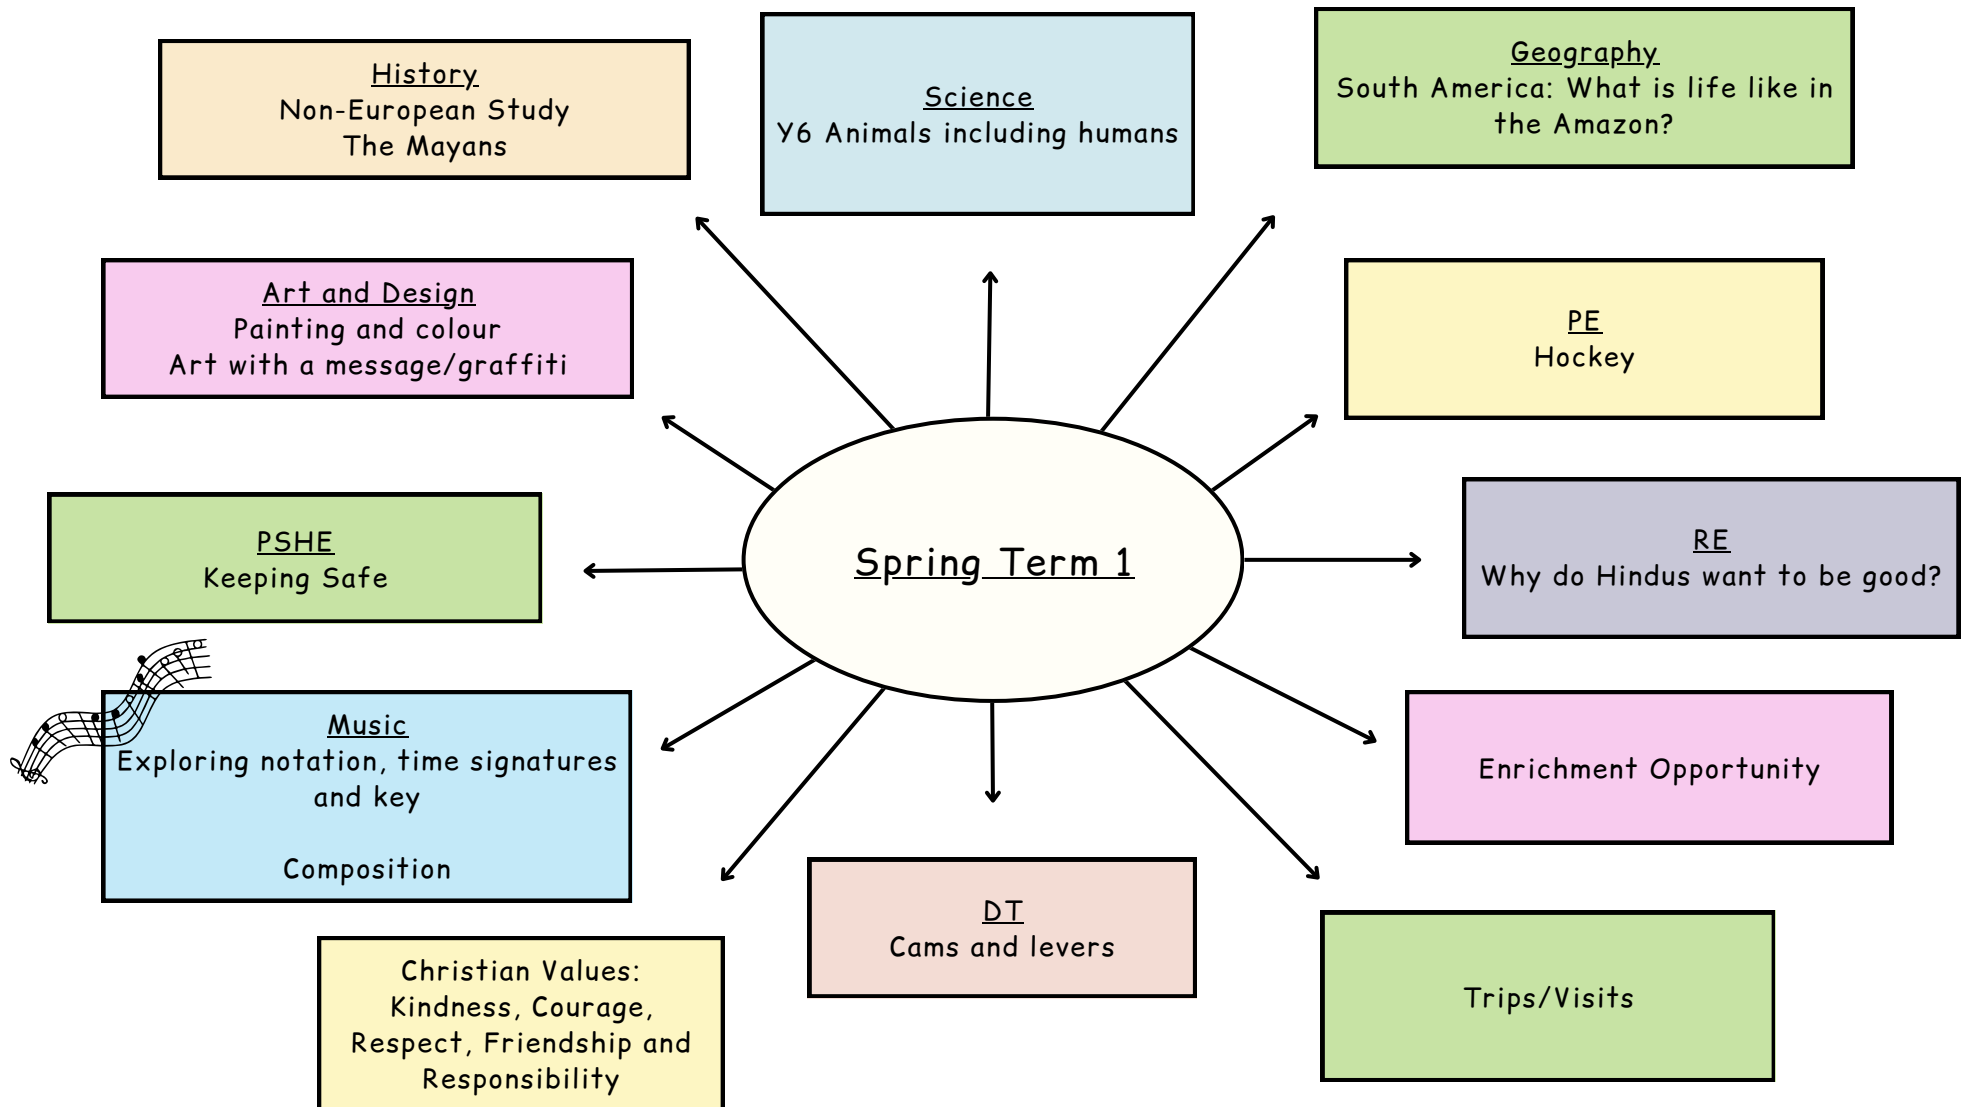 History
Non-European Study
The Mayans
Science
Y6 Animals including humans
Geography
South America: What is life like in
the Amazon?
Art and Design
Painting and colour
Art with a message/graffiti
PE
Hockey
PSHE
Keeping Safe
Spring Term 1
RE
Why do Hindus want to be good?
Music
Exploring notation, time signatures
and key
Composition
Enrichment Opportunity
Christian Values:
Kindness, Courage,
Respect, Friendship and
Responsibility
DT
Cams and levers
Trips/Visits